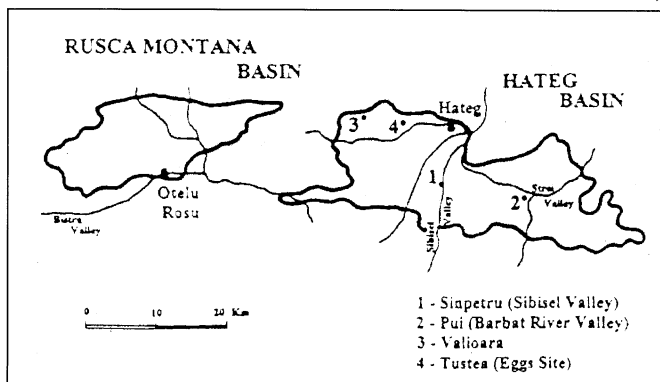 RUSCA MONTANA
BASIN
HATEG
BASIN
Hateg
3
4
Otelu
Rosu
1
2
Strei
Valley
Bistra
Valley
Sibisel
Valley
0 10 20 Km
1 - Sinpetru (Sibisel Valley)
2 - Pui (Barbat River Valley)
3 - Valioara
4 - Tustea (Eggs Site)